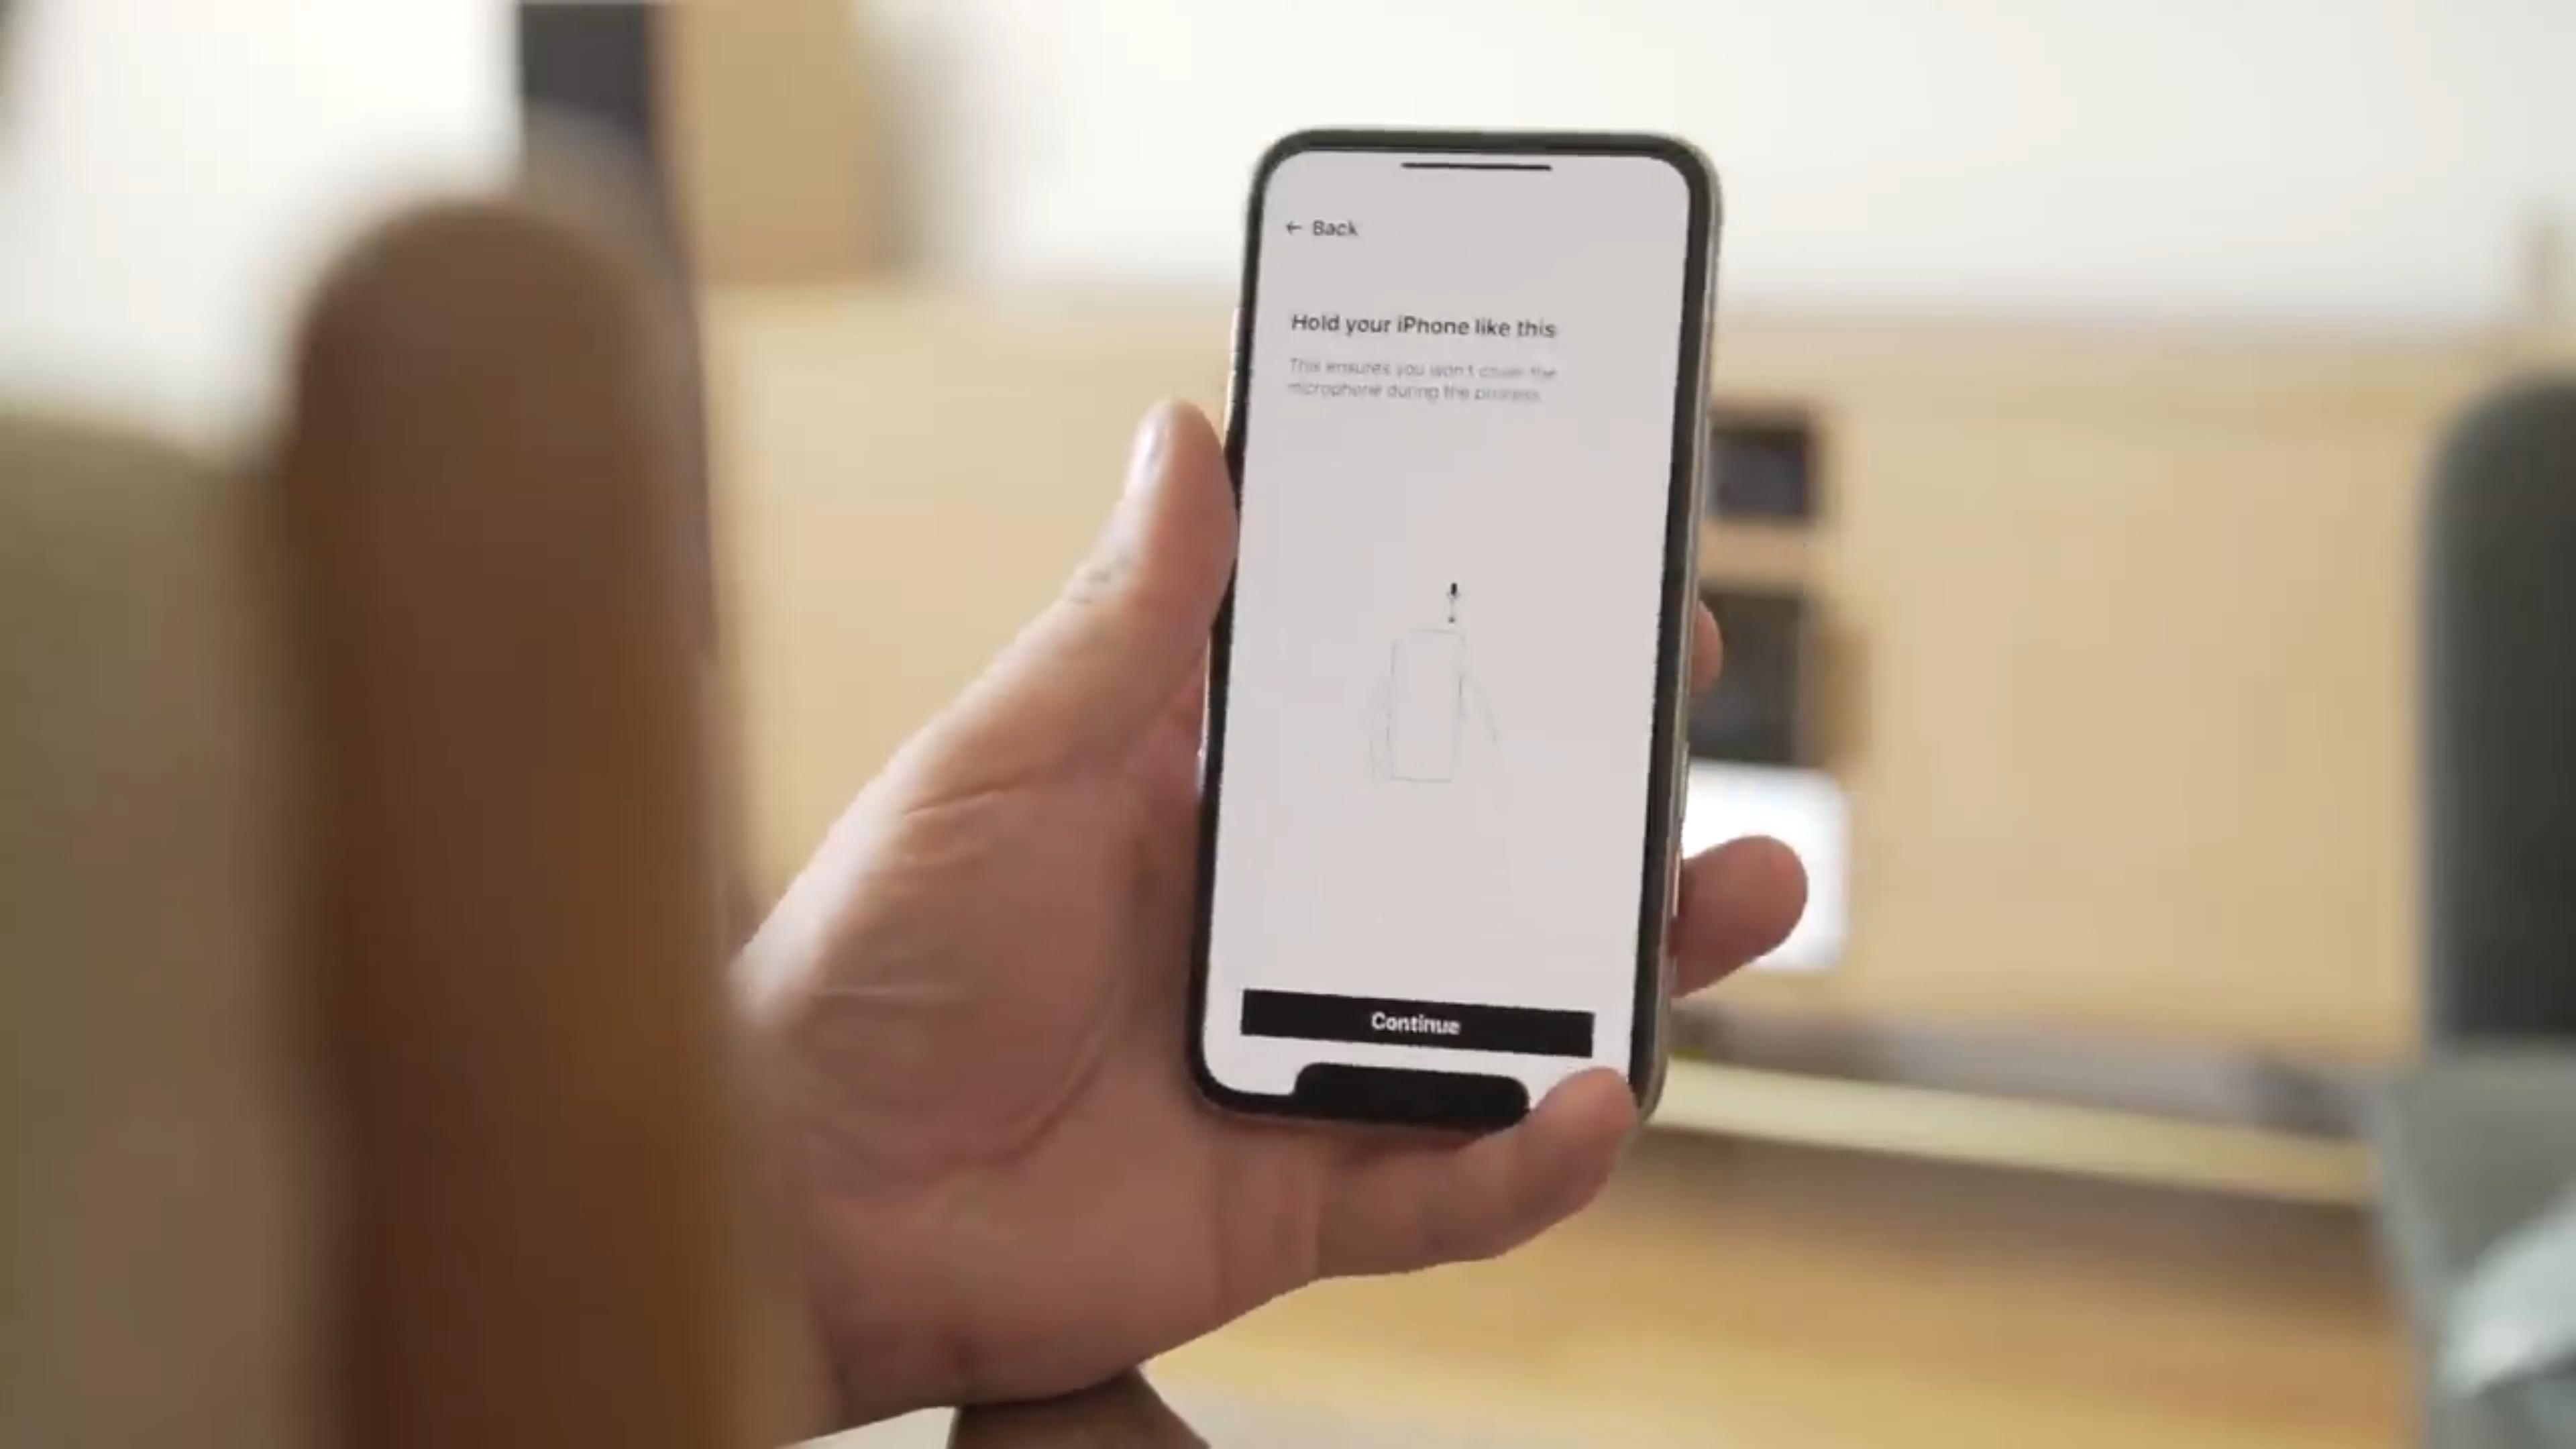 ← Back
Hold your iPhone like this
This ensures you won't cover the
microphone during the process.
Continue